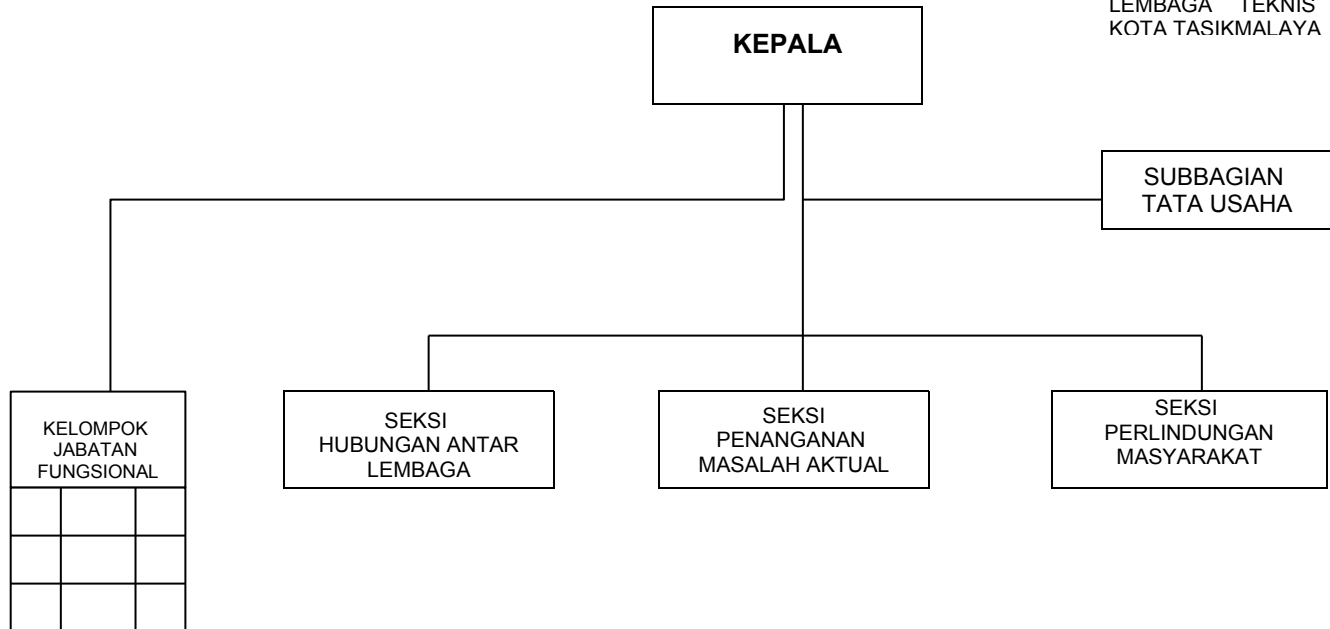 LEMBAGA TEKNIS
KOTA TASIKMALAYA
KEPALA
SUBBAGIAN
TATA USAHA
KELOMPOK
JABATAN
FUNGSIONAL
SEKSI
HUBUNGAN ANTAR
LEMBAGA
SEKSI
PENANGANAN
MASALAH AKTUAL
SEKSI
PERLINDUNGAN
MASYARAKAT